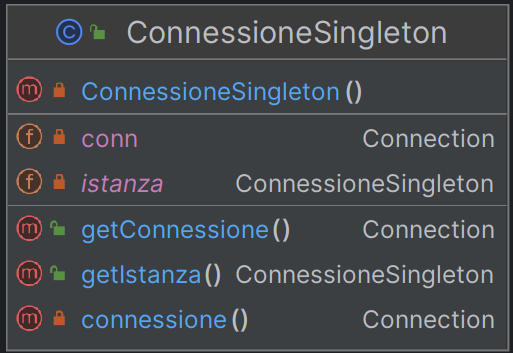 C ConnessioneSingleton
m ConnessioneSingleton()
f conn Connection
f istanza ConnessioneSingleton
m getConnessione() Connection
m getIstanza() ConnessioneSingleton
m connessione() Connection